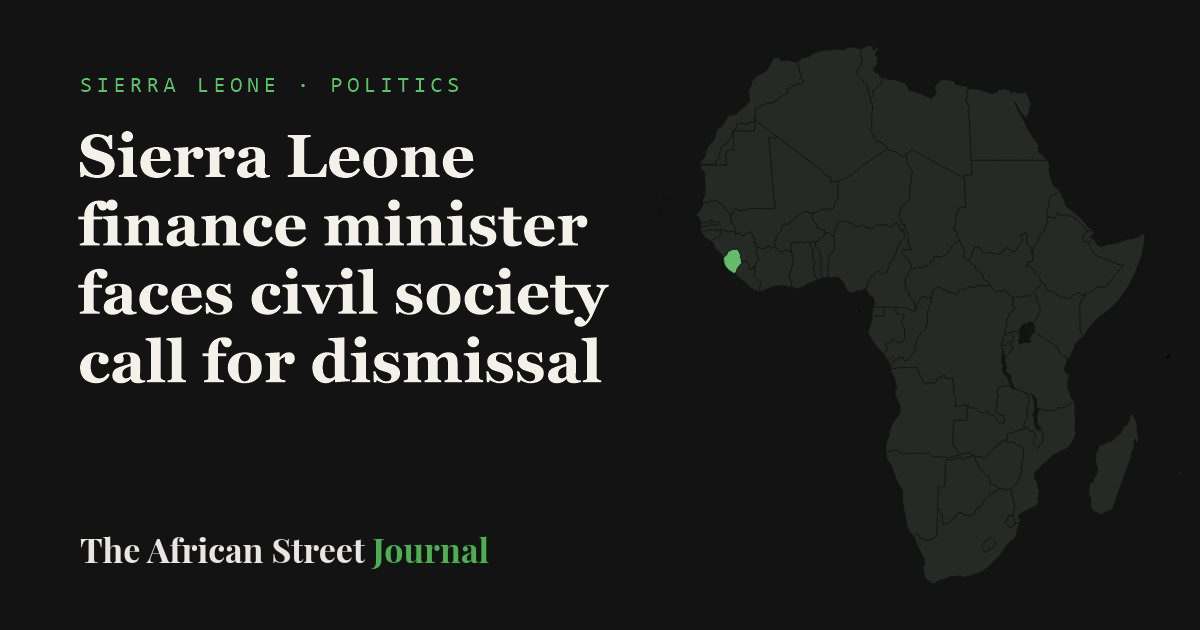 SIERRA LEONE · POLITICS
Sierra Leone
finance minister
faces civil society
call for dismissal
The African Street Journal